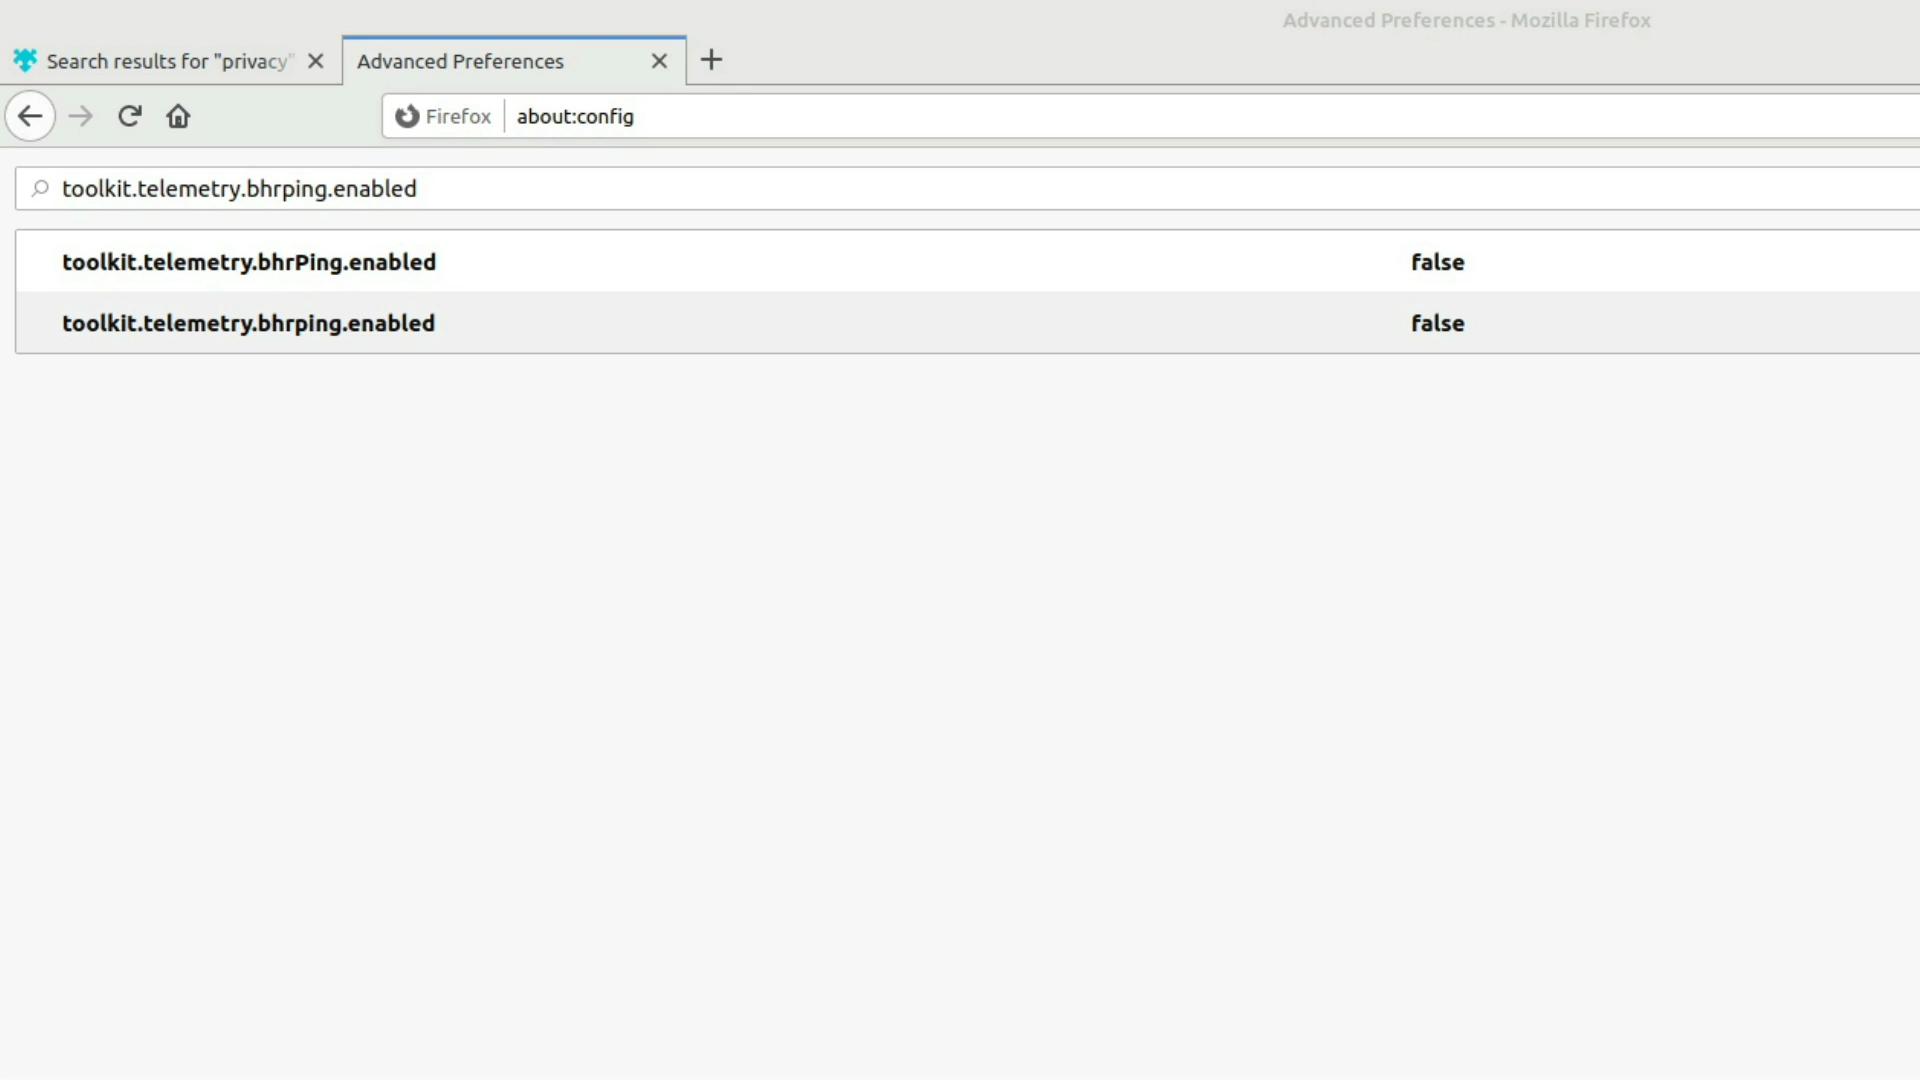 Advanced Preferences - Mozilla Firefox
Search results for "privacy"
Advanced Preferences
Firefox
about:config
toolkit.telemetry.bhrping.enabled
toolkit.telemetry.bhrPing.enabled false
toolkit.telemetry.bhrping.enabled false